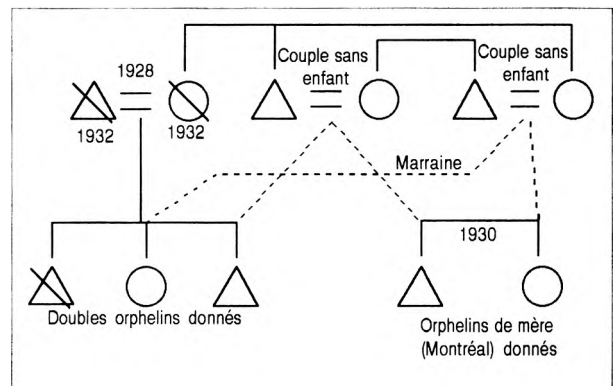 Couple sans
enfant
Couple sans
enfant
1928
1932
1932
Marraine
1930
Doubles orphelins donnés
Orphelins de mère
(Montréal) donnés